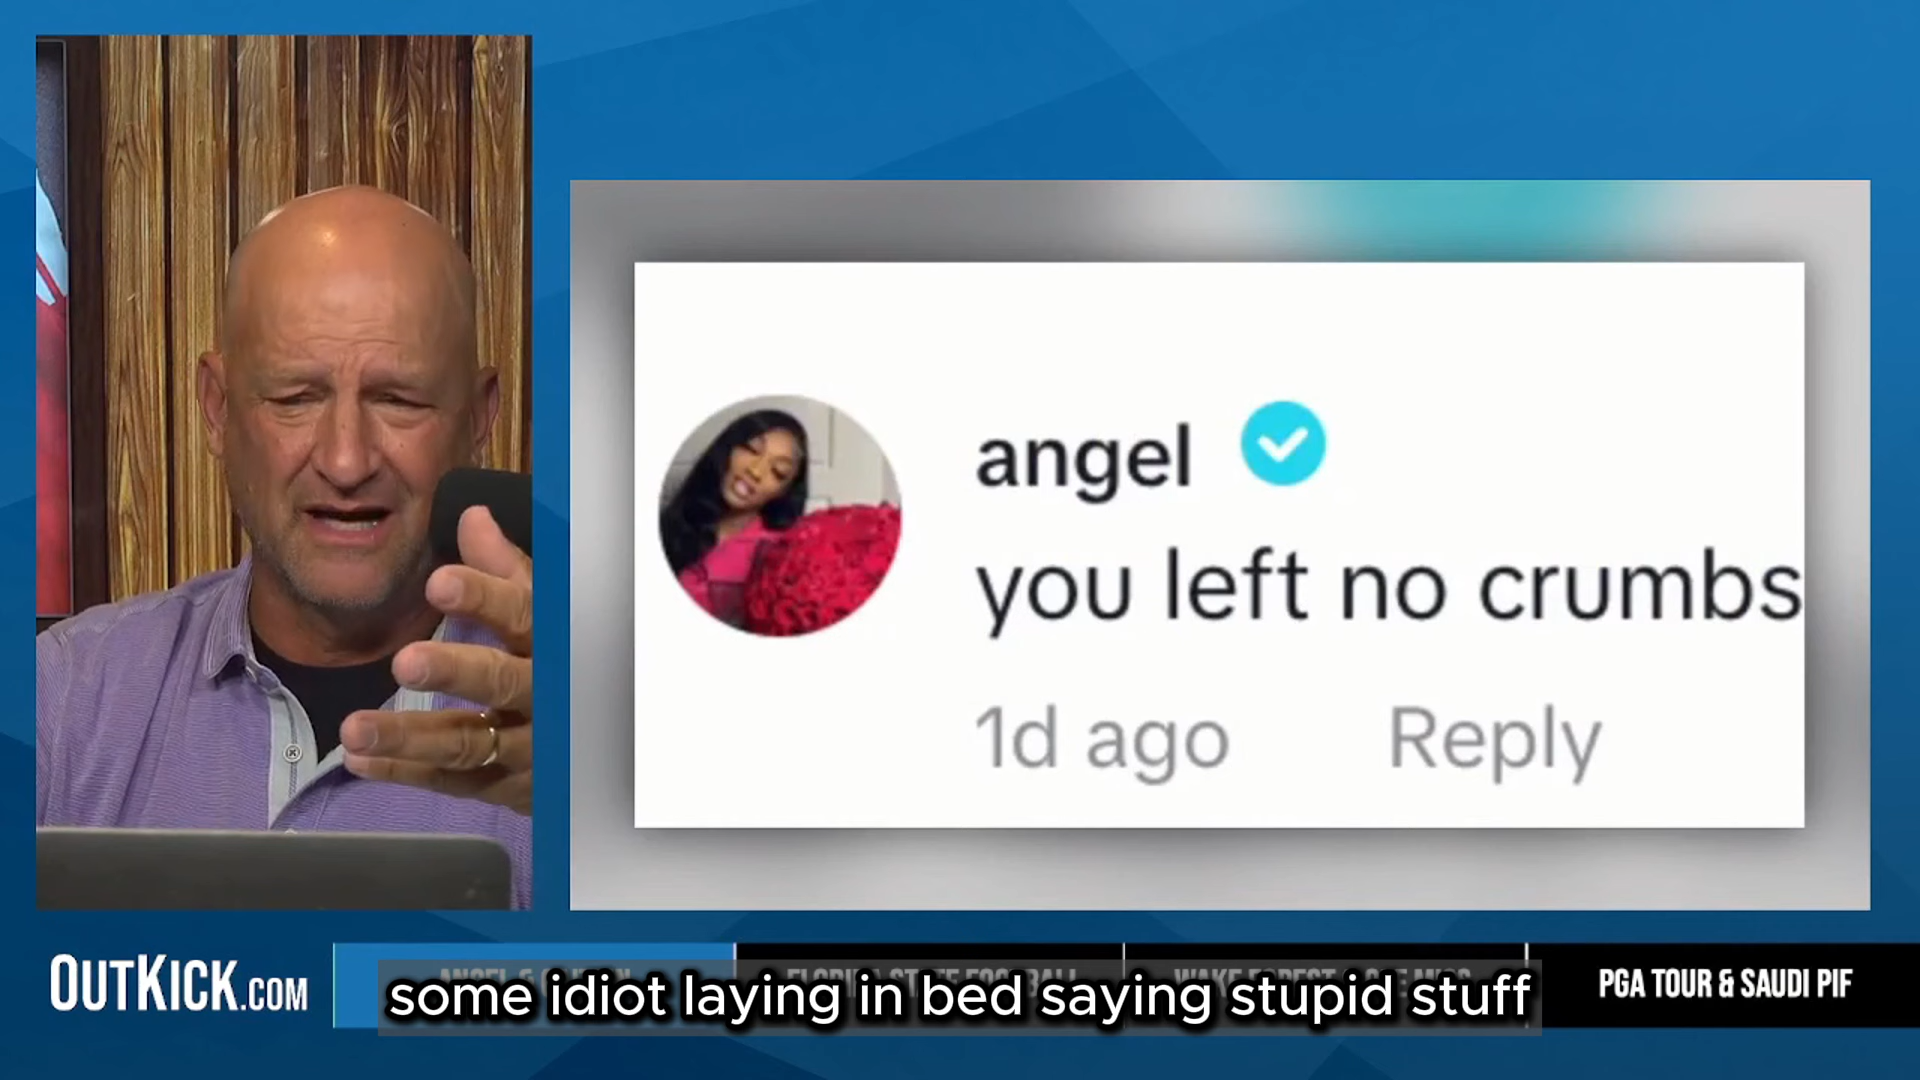 angel
you left no crumbs
1d ago Reply
OUTKICK.COM
PGA TOUR & SAUDI PIF
some idiot laying in bed saying stupid stuff